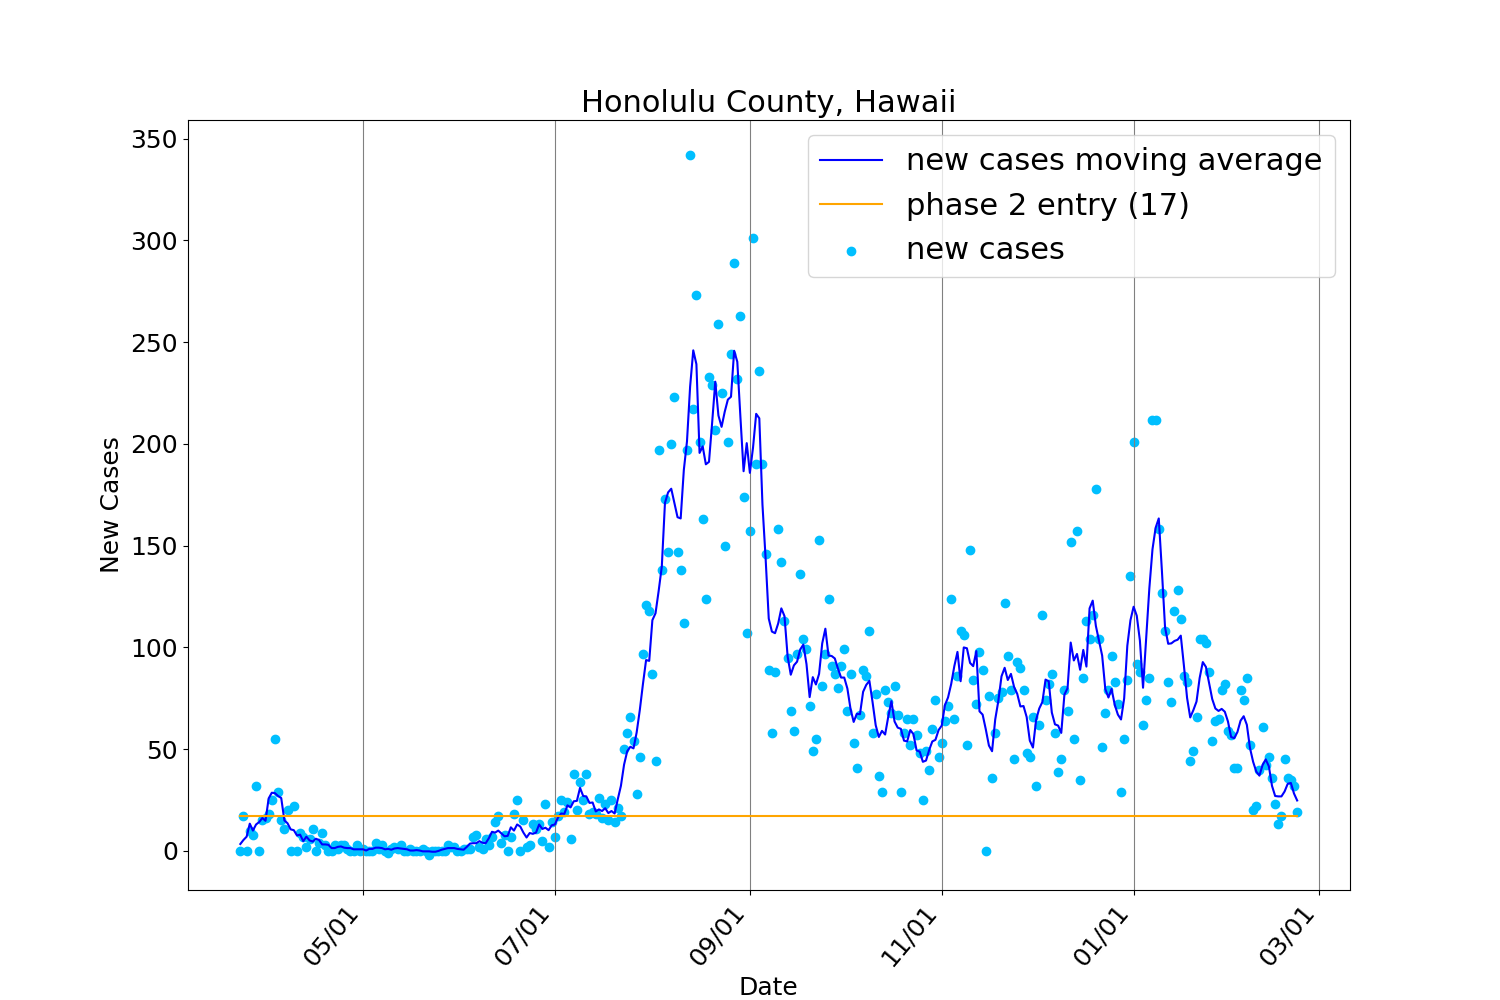 Honolulu County, Hawaii
new cases moving average
phase 2 entry (17)
new cases
350
300
250
200
150
100
50
0
New Cases
05/01
07/01
09/01
11/01
01/01
03/01
Date